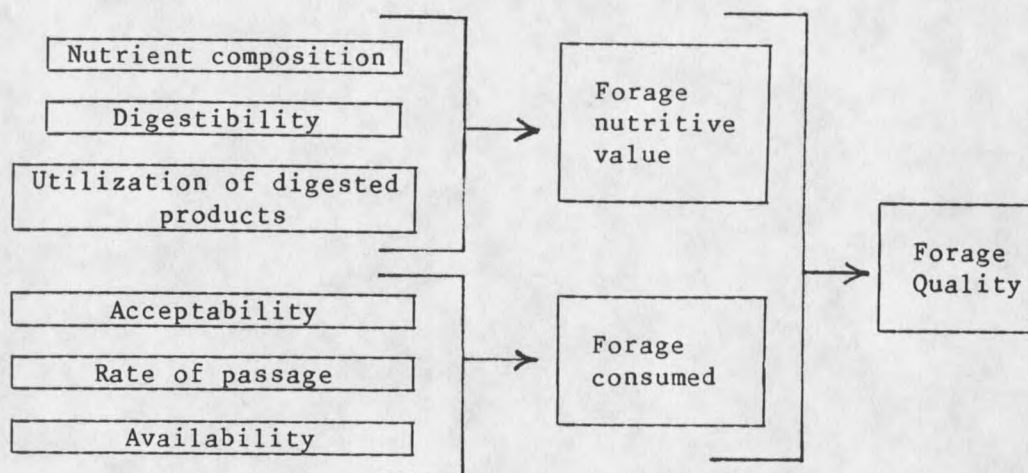 Nutrient composition
Digestibility
Utilization of digested
products
Acceptability
Rate of passage
Availability
Forage
nutritive
value
Forage
consumed
Forage
Quality